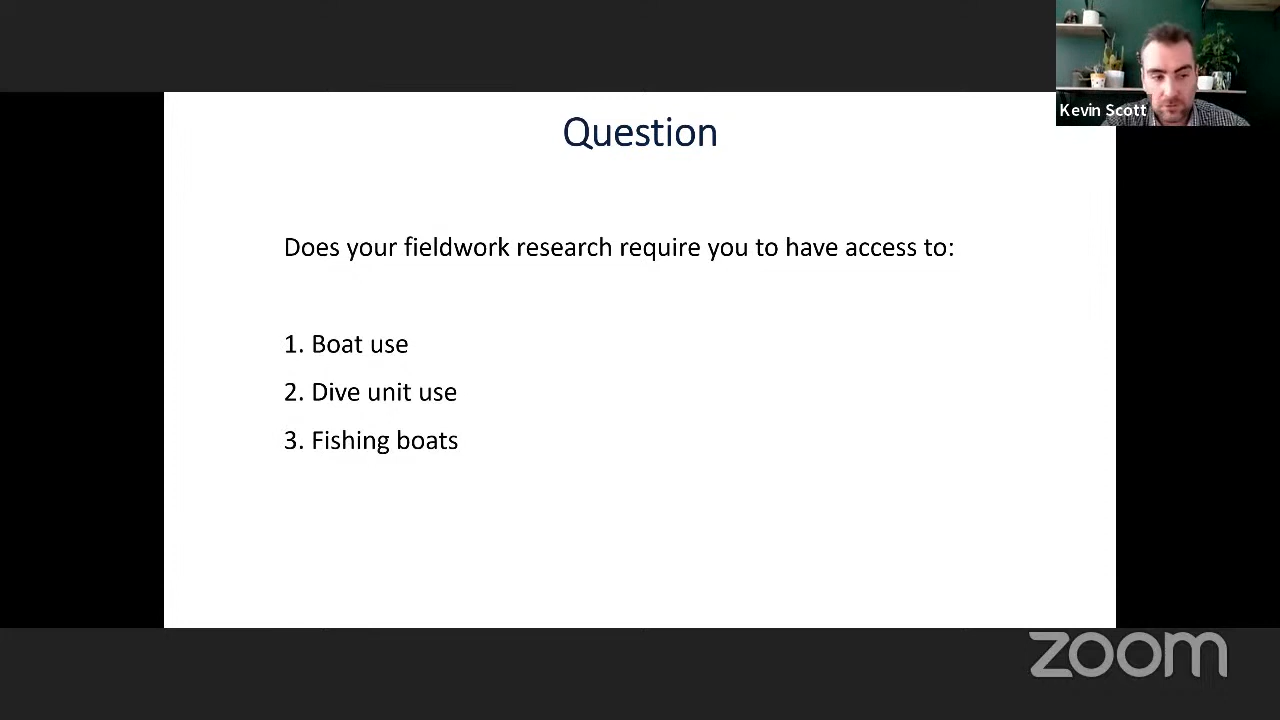 Kevin Scott
Question
Does your fieldwork research require you to have access to:
1. Boat use
2. Dive unit use
3. Fishing boats
zoom